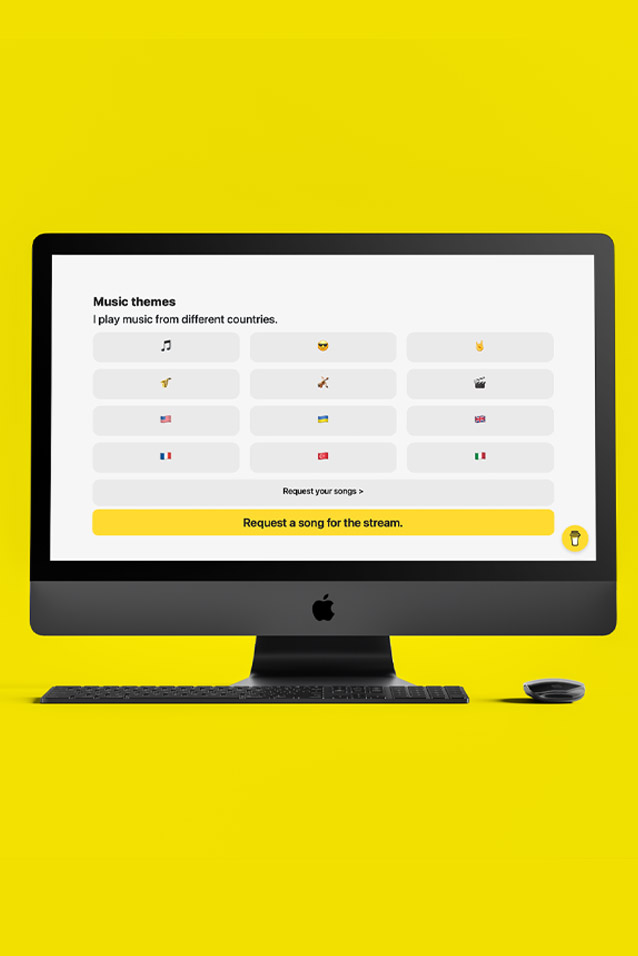 Music themes
I play music from different countries.
Request your songs >
Request a song for the stream.